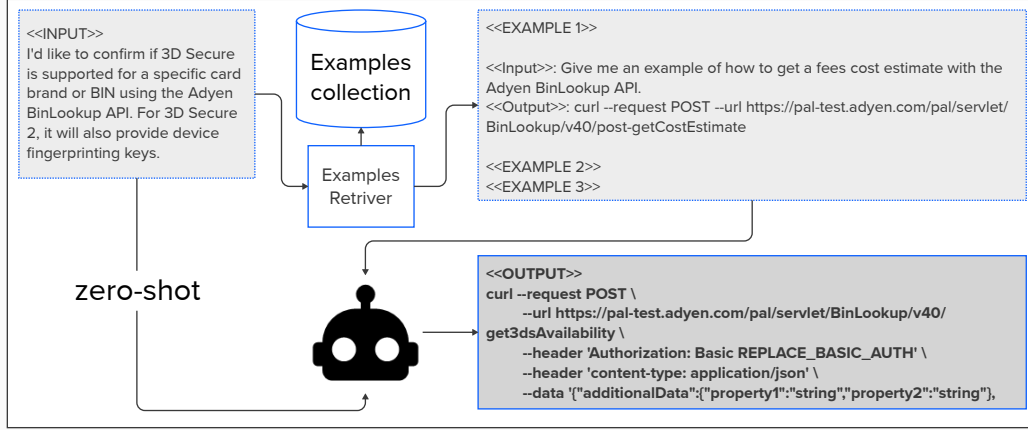 <<INPUT>>
I'd like to confirm if 3D Secure
is supported for a specific card
brand or BIN using the Adyen
BinLookup API. For 3D Secure
2, it will also provide device
fingerprinting keys.
Examples
collection
Examples
Retriver
<<EXAMPLE 1>>
<<Input>>: Give me an example of how to get a fees cost estimate with the
Adyen BinLookup API.
<<Output>>: curl --request POST --url https://pal-test.adyen.com/pal/servlet/
BinLookup/v40/post-getCostEstimate
<<EXAMPLE 2>>
<<EXAMPLE 3>>
zero-shot
<<OUTPUT>>
curl --request POST \
--url https://pal-test.adyen.com/pal/servlet/BinLookup/v40/
get3dsAvailability \
--header 'Authorization: Basic REPLACE_BASIC_AUTH' \
--header 'content-type: application/json' \
--data '{"additionalData":{"property1":"string","property2":"string"},